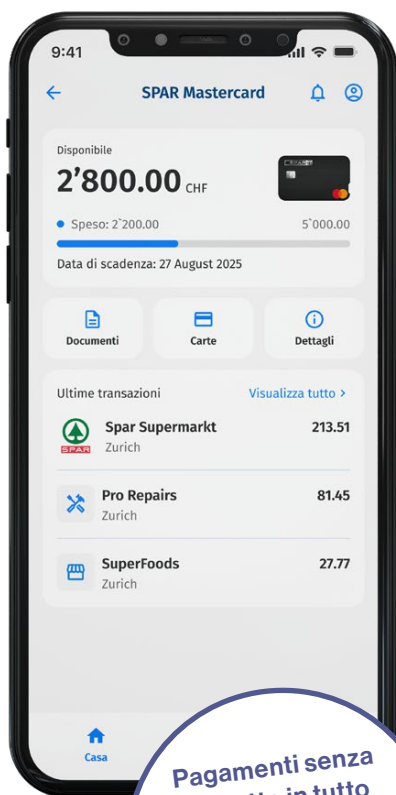 9:41
SPAR Mastercard
Disponibile
2’800.00 CHF
Speso: 2`200.00 5`000.00
Data di scadenza: 27 August 2025
Documenti Carte Dettagli
Ultime transazioni Visualizza tutto >
Spar Supermarkt 213.51
SPAR Zurich
Pro Repairs 81.45
Zurich
SuperFoods 27.77
Zurich
Casa
Pagamenti senza
in tutto